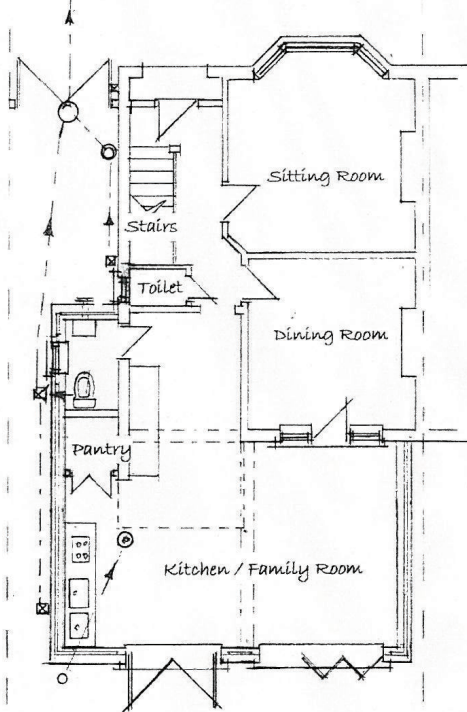 Sitting Room
Stairs
Toilet
Dining Room
Pantry
Kitchen / Family Room